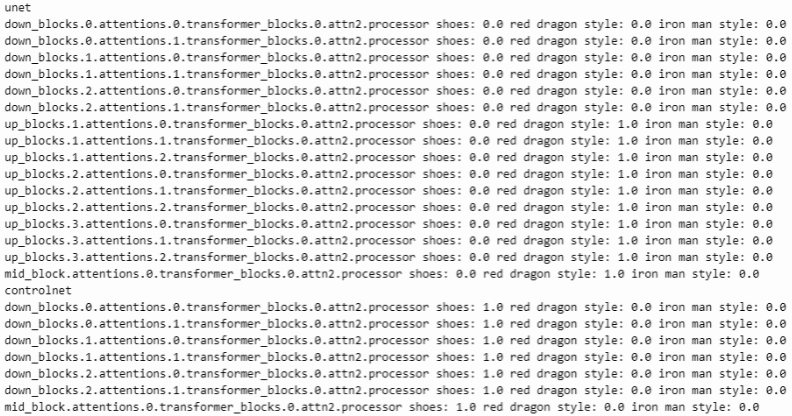 unet
down_blocks.0.attentions.0.transformer_blocks.0.attn2.processor shoes: 0.0 red dragon style: 0.0 iron man style: 0.0
down_blocks.0.attentions.1.transformer_blocks.0.attn2.processor shoes: 0.0 red dragon style: 0.0 iron man style: 0.0
down_blocks.1.attentions.0.transformer_blocks.0.attn2.processor shoes: 0.0 red dragon style: 0.0 iron man style: 0.0
down_blocks.1.attentions.1.transformer_blocks.0.attn2.processor shoes: 0.0 red dragon style: 0.0 iron man style: 0.0
down_blocks.2.attentions.0.transformer_blocks.0.attn2.processor shoes: 0.0 red dragon style: 0.0 iron man style: 0.0
down_blocks.2.attentions.1.transformer_blocks.0.attn2.processor shoes: 0.0 red dragon style: 0.0 iron man style: 0.0
up_blocks.1.attentions.0.transformer_blocks.0.attn2.processor shoes: 0.0 red dragon style: 1.0 iron man style: 0.0
up_blocks.1.attentions.1.transformer_blocks.0.attn2.processor shoes: 0.0 red dragon style: 1.0 iron man style: 0.0
up_blocks.1.attentions.2.transformer_blocks.0.attn2.processor shoes: 0.0 red dragon style: 1.0 iron man style: 0.0
up_blocks.2.attentions.0.transformer_blocks.0.attn2.processor shoes: 0.0 red dragon style: 1.0 iron man style: 0.0
up_blocks.2.attentions.1.transformer_blocks.0.attn2.processor shoes: 0.0 red dragon style: 1.0 iron man style: 0.0
up_blocks.2.attentions.2.transformer_blocks.0.attn2.processor shoes: 0.0 red dragon style: 1.0 iron man style: 0.0
up_blocks.3.attentions.0.transformer_blocks.0.attn2.processor shoes: 0.0 red dragon style: 1.0 iron man style: 0.0
up_blocks.3.attentions.1.transformer_blocks.0.attn2.processor shoes: 0.0 red dragon style: 1.0 iron man style: 0.0
up_blocks.3.attentions.2.transformer_blocks.0.attn2.processor shoes: 0.0 red dragon style: 1.0 iron man style: 0.0
mid_block.attentions.0.transformer_blocks.0.attn2.processor shoes: 0.0 red dragon style: 1.0 iron man style: 0.0
controlnet
down_blocks.0.attentions.0.transformer_blocks.0.attn2.processor shoes: 1.0 red dragon style: 0.0 iron man style: 0.0
down_blocks.0.attentions.1.transformer_blocks.0.attn2.processor shoes: 1.0 red dragon style: 0.0 iron man style: 0.0
down_blocks.1.attentions.0.transformer_blocks.0.attn2.processor shoes: 1.0 red dragon style: 0.0 iron man style: 0.0
down_blocks.1.attentions.1.transformer_blocks.0.attn2.processor shoes: 1.0 red dragon style: 0.0 iron man style: 0.0
down_blocks.2.attentions.0.transformer_blocks.0.attn2.processor shoes: 1.0 red dragon style: 0.0 iron man style: 0.0
down_blocks.2.attentions.1.transformer_blocks.0.attn2.processor shoes: 1.0 red dragon style: 0.0 iron man style: 0.0
mid_block.attentions.0.transformer_blocks.0.attn2.processor shoes: 1.0 red dragon style: 0.0 iron man style: 0.0